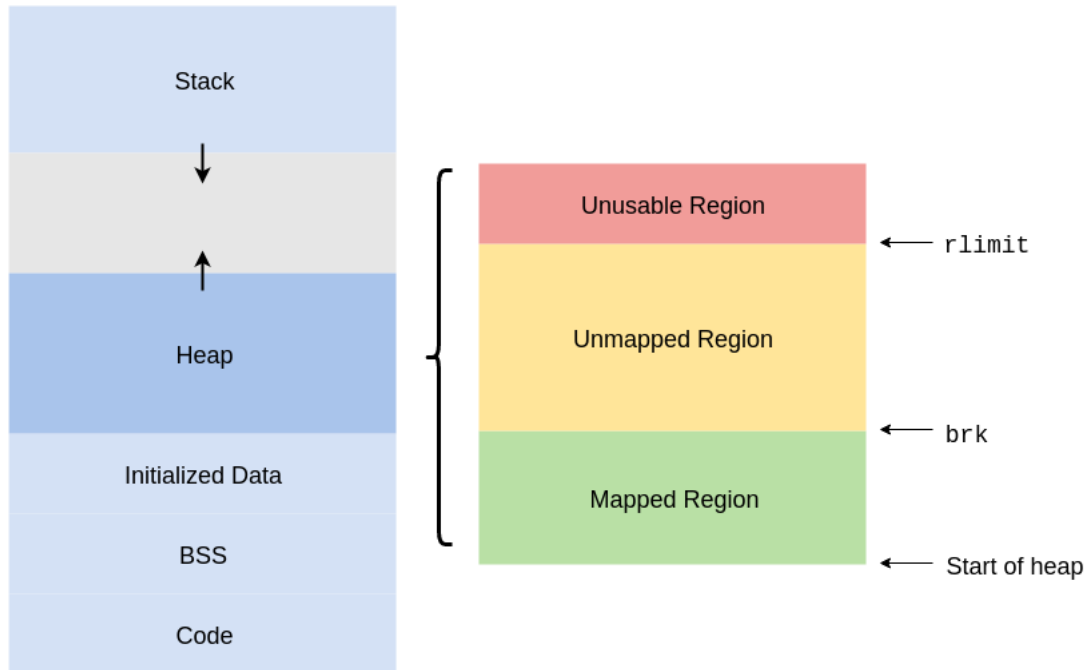 Stack
Heap
Initialized Data
BSS
Code
Unusable Region
Unmapped Region
Mapped Region
rlimit
brk
Start of heap